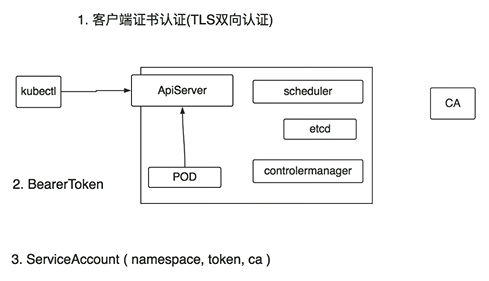 1. 客户端证书认证(TLS双向认证)
kubectl
ApiServer
scheduler
CA
etcd
POD
controlermanager
2. BearerToken
3. ServiceAccount ( namespace, token, ca )